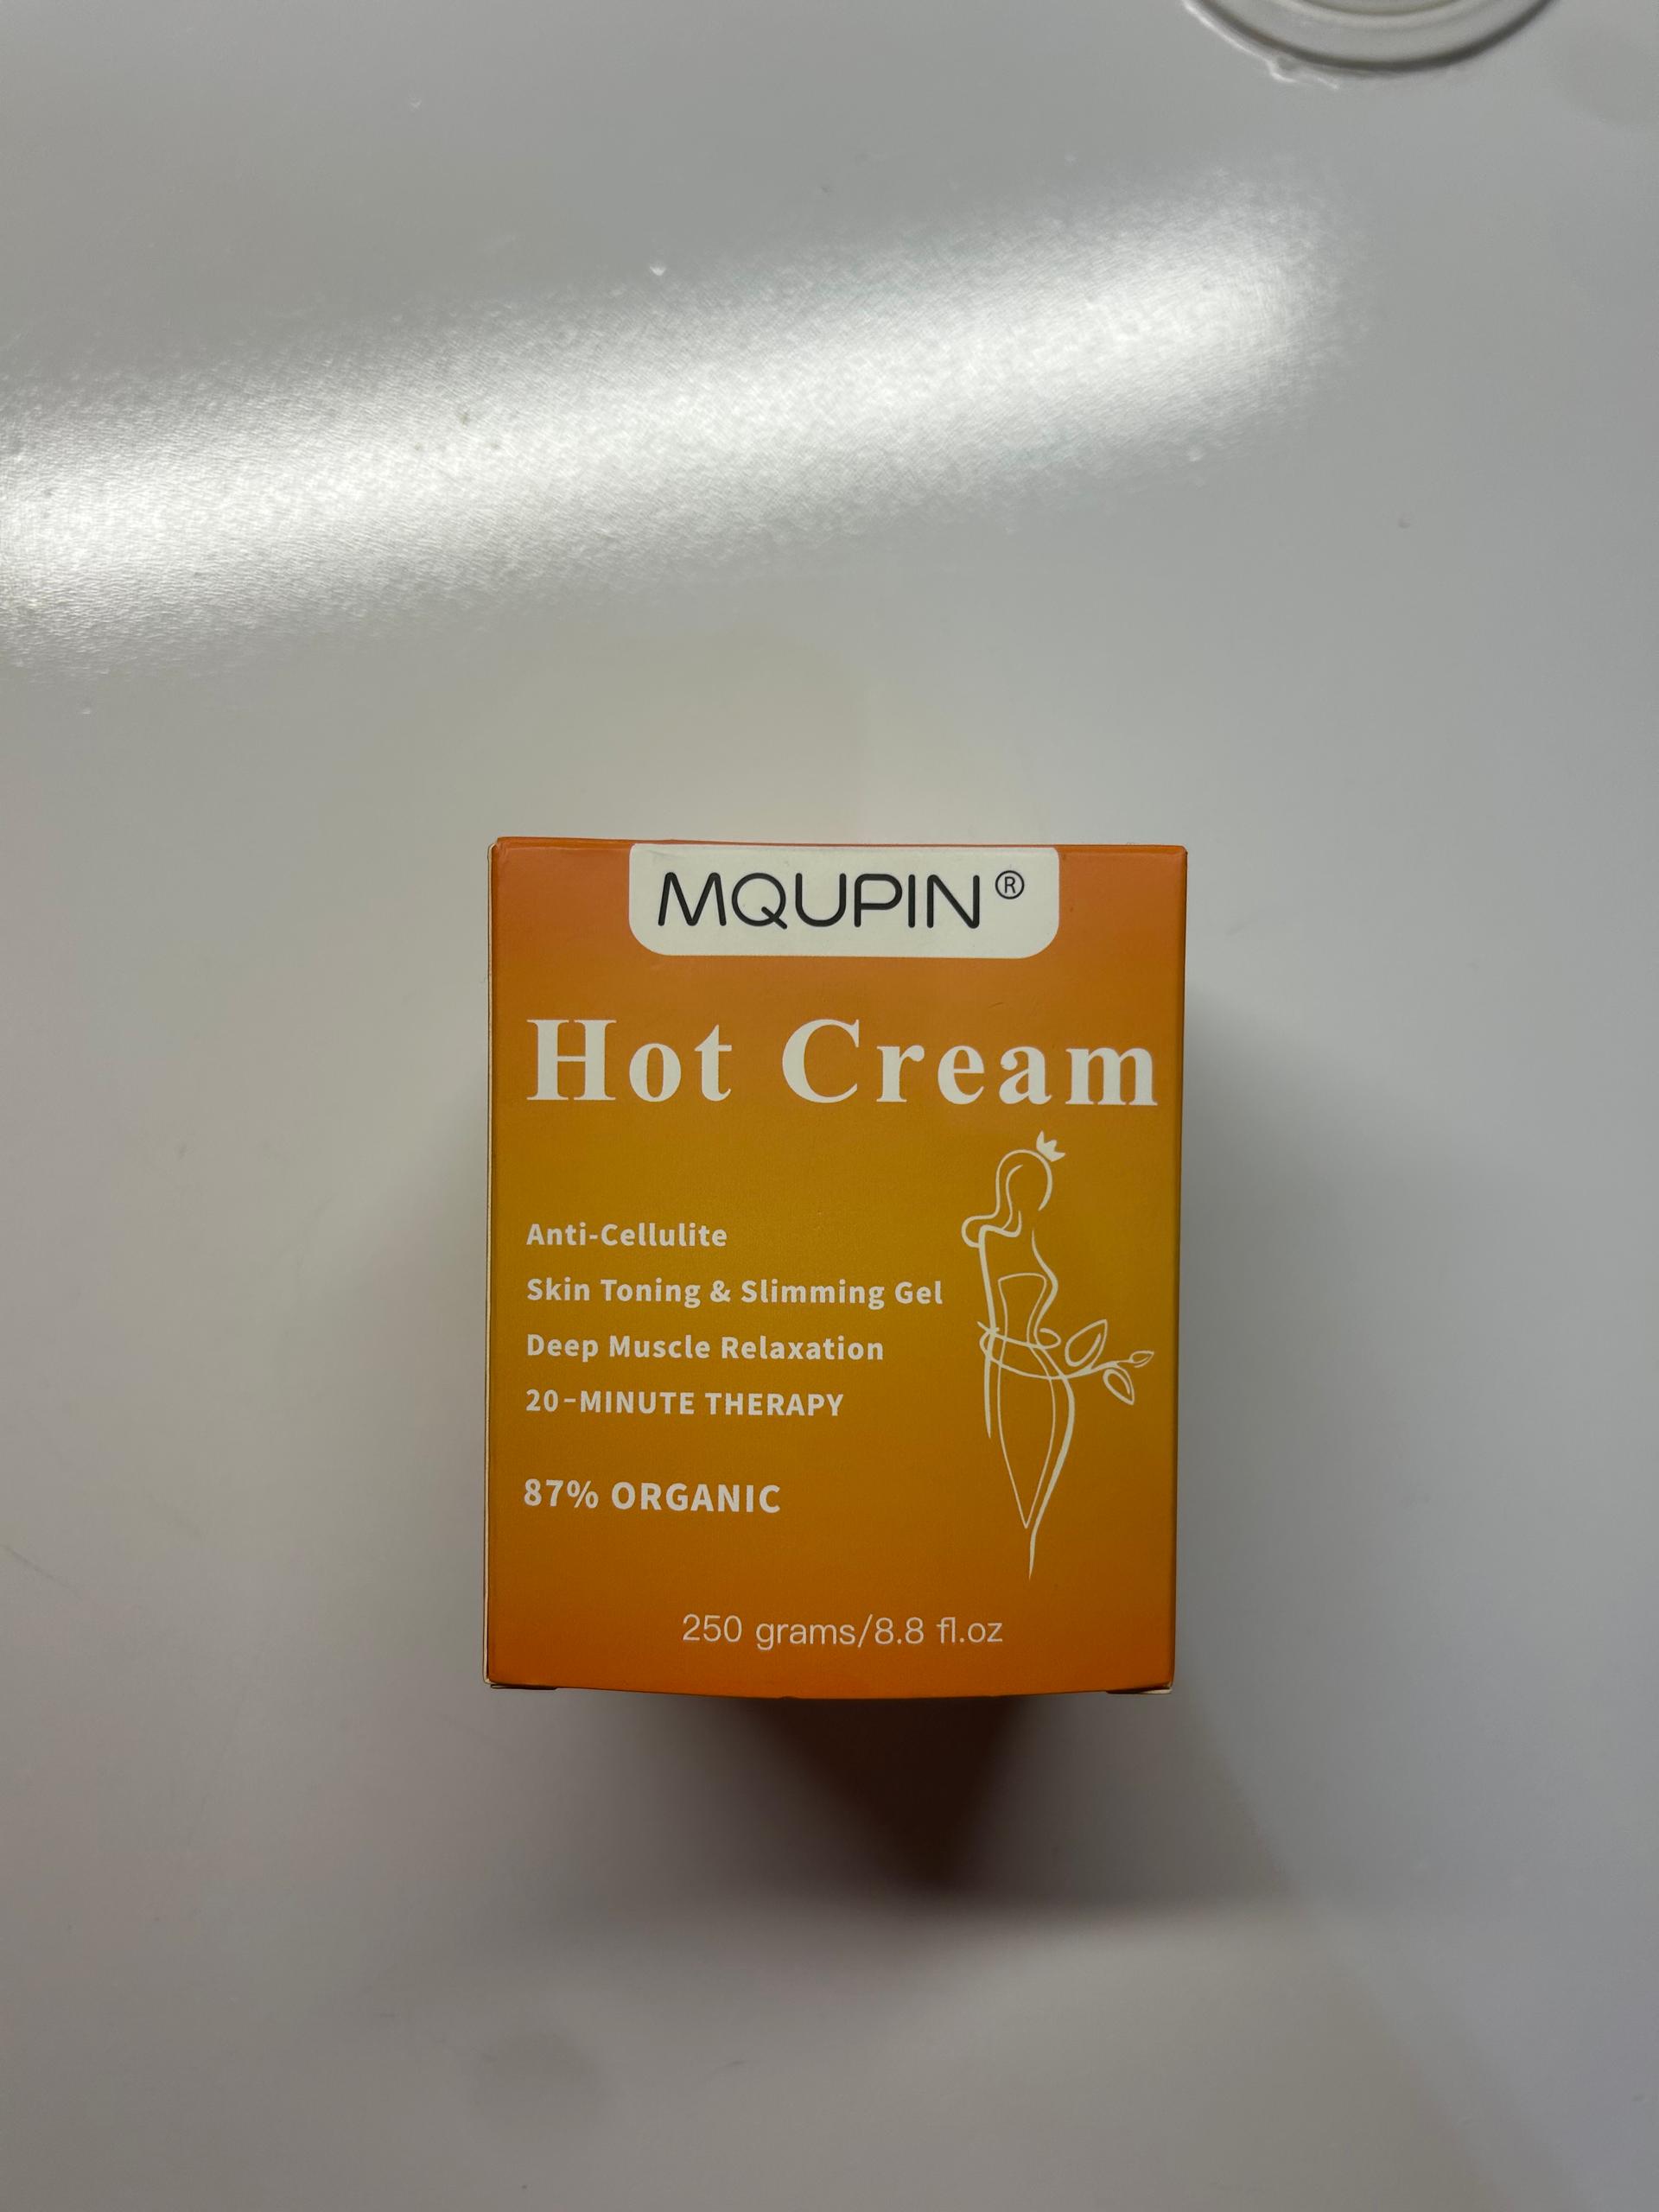 MQUPIN®
Hot Cream
Anti-Cellulite
Skin Toning & Slimming Gel
Deep Muscle Relaxation
20-MINUTE THERAPY
87% ORGANIC
250 grams/8.8 fl.oz